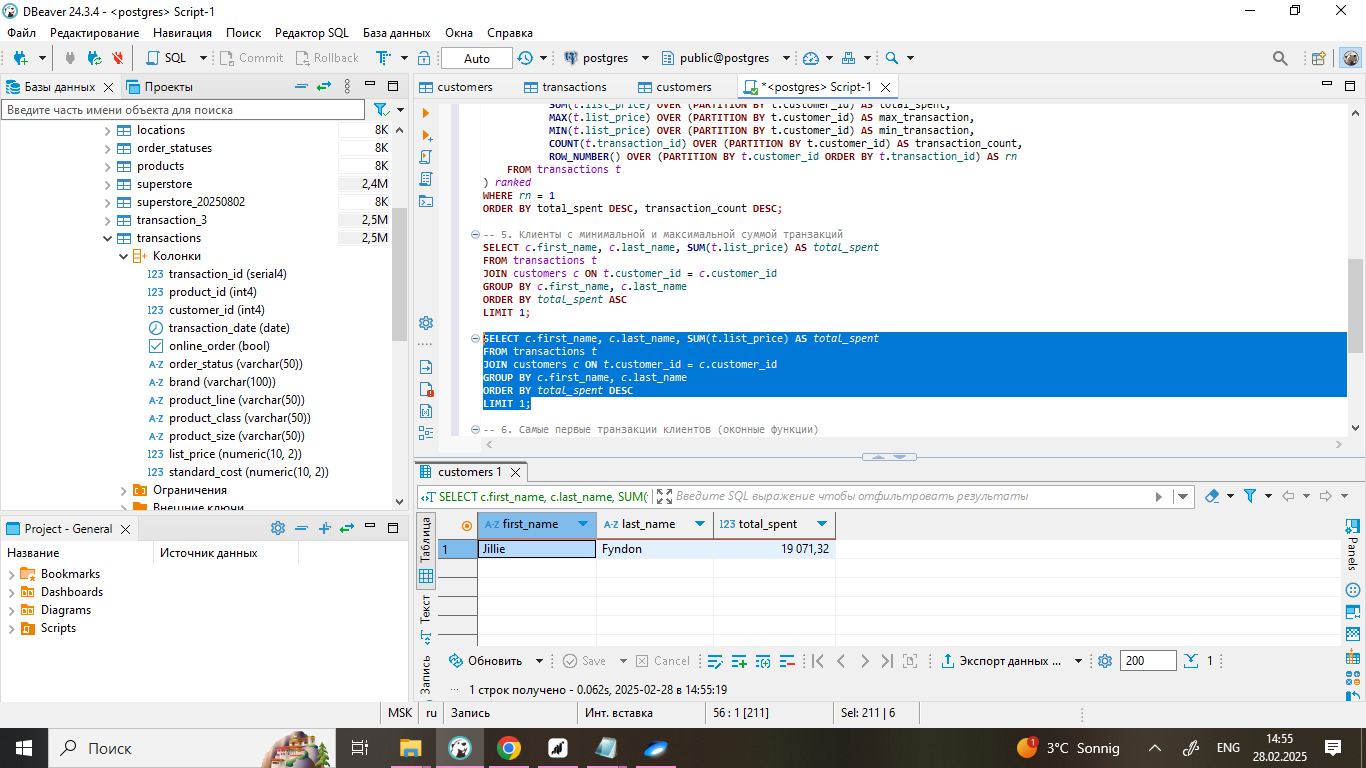 DBeaver 24.3.4 - <postgres> Script-1
Файл Редактирование Навигация Поиск Редактор SQL База данных Окна Справка
SQL Commit Rollback Auto postgres public@postgres
Базы данных Проекты
customers transactions customers *<postgres> Script-1
Введите часть имени объекта для поиска
locations 8K
order_statuses 8K
products 8K
superstore 2,4M
superstore_20250802 8K
transaction_3 2,5M
transactions 2,5M
Колонки
123 transaction_id (serial4)
123 product_id (int4)
123 customer_id (int4)
transaction_date (date)
online_order (bool)
A-Z order_status (varchar(50))
A-Z brand (varchar(100))
A-Z product_line (varchar(50))
A-Z product_class (varchar(50))
A-Z product_size (varchar(50))
123 list_price (numeric(10, 2))
123 standard_cost (numeric(10, 2))
Ограничения
Внешние ключи
SUM(t.list_price) OVER (PARTITION BY t.customer_id) AS total_spent,
MAX(t.list_price) OVER (PARTITION BY t.customer_id) AS max_transaction,
MIN(t.list_price) OVER (PARTITION BY t.customer_id) AS min_transaction,
COUNT(t.transaction_id) OVER (PARTITION BY t.customer_id) AS transaction_count,
ROW_NUMBER() OVER (PARTITION BY t.customer_id ORDER BY t.transaction_id) AS rn
FROM transactions t
) ranked
WHERE rn = 1
ORDER BY total_spent DESC, transaction_count DESC;
-- 5. Клиенты с минимальной и максимальной суммой транзакций
SELECT c.first_name, c.last_name, SUM(t.list_price) AS total_spent
FROM transactions t
JOIN customers c ON t.customer_id = c.customer_id
GROUP BY c.first_name, c.last_name
ORDER BY total_spent ASC
LIMIT 1;
SELECT c.first_name, c.last_name, SUM(t.list_price) AS total_spent
FROM transactions t
JOIN customers c ON t.customer_id = c.customer_id
GROUP BY c.first_name, c.last_name
ORDER BY total_spent DESC
LIMIT 1;
-- 6. Самые первые транзакции клиентов (оконные функции)
Project - General
Название Источник данных
Bookmarks
Dashboards
Diagrams
Scripts
customers 1
SELECT c.first_name, c.last_name, SUM( Введите SQL выражение чтобы отфильтровать результаты
Таблица
Текст
Запись
A-Z first_name A-Z last_name 123 total_spent
1 Jillie Fyndon 19 071,32
Panels
Обновить Save Cancel Экспорт данных ... 200 1
1 строк получено - 0.062s, 2025-02-28 в 14:55:19
MSK ru Запись Инт. вставка 56 : 1 [211] Sel: 211 | 6
Поиск
1 3°C Sonnig ENG
14:55
28.02.2025